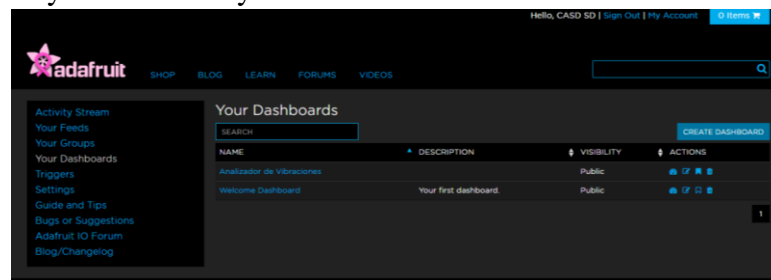 Hello, CASD SD | Sign Out | My Account 0 Items
adafruit SHOP BLOG LEARN FORUMS VIDEOS
Activity Stream
Your Feeds
Your Groups
Your Dashboards
Triggers
Settings
Guide and Tips
Bugs or Suggestions
Adafruit IO Forum
Blog/Changelog
Your Dashboards
SEARCH
CREATE DASHBOARD
NAME DESCRIPTION VISIBILITY ACTIONS
Analizador de Vibraciones Public
Welcome Dashboard Your first dashboard. Public
1